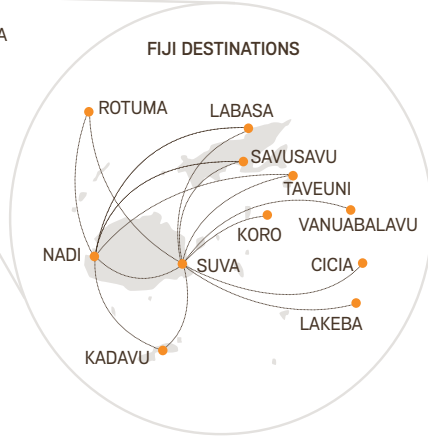 A
FIJI DESTINATIONS
ROTUMA
LABASA
SAVUSAVU
TAVEUNI
VANUABALAVU
KORO
NADI
SUVA
CICIA
LAKEBA
KADAVU